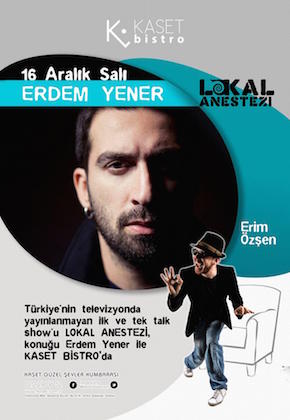 K. KASET
bistro
16 Aralık Salı
ERDEM YENER
LOKAL
ANESTEZİ
Erim
Özşen
Türkiye'nin televizyonda
yayınlanmayan ilk ve tek talk
show'u LOKAL ANESTEZİ,
konuğu Erdem Yener ile
KASET BİSTRO'da
KASET GÜZEL ŞEYLER KUMBARASI